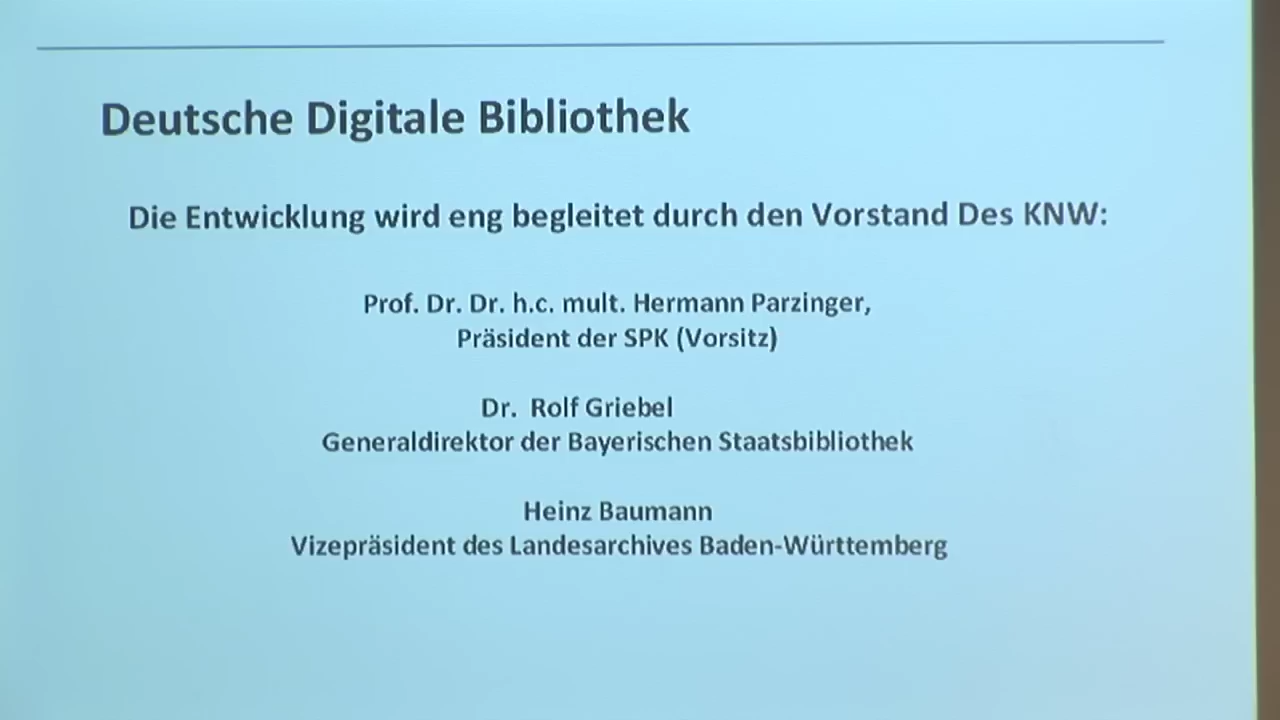 Deutsche Digitale Bibliothek
Die Entwicklung wird eng begleitet durch den Vorstand Des KNW:
Prof. Dr. Dr. h.c. mult. Hermann Parzinger,
Präsident der SPK (Vorsitz)
Dr.  Rolf Griebel
Generaldirektor der Bayerischen Staatsbibliothek
Heinz Baumann
Vizepräsident des Landesarchives Baden-Württemberg